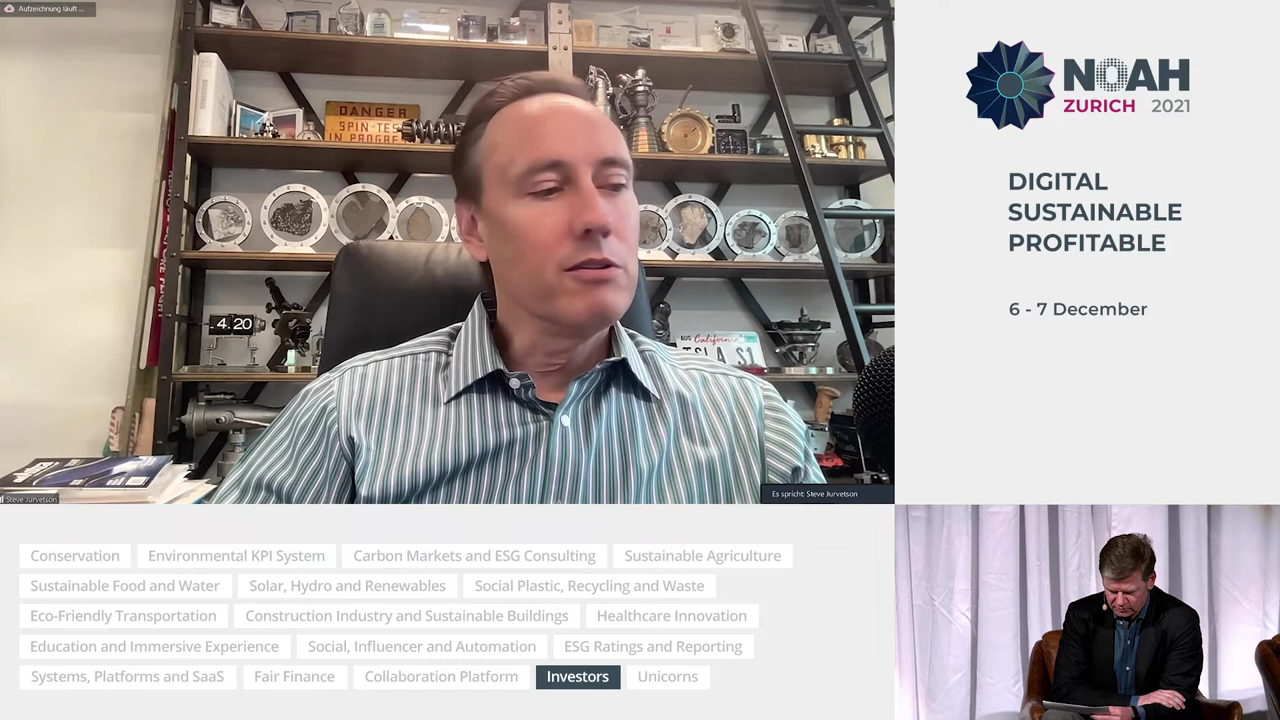 Aufzeichnung läuft ...
DANGER
SPIN TES
IN PROGRE
4 20
California
TSLA S1
Steve Jurvetson
Es spricht: Steve Jurvetson
NOAH
ZURICH 2021
DIGITAL
SUSTAINABLE
PROFITABLE
6 - 7 December
Conservation
Environmental KPI System
Carbon Markets and ESG Consulting
Sustainable Agriculture
Sustainable Food and Water
Solar, Hydro and Renewables
Social Plastic, Recycling and Waste
Eco-Friendly Transportation
Construction Industry and Sustainable Buildings
Healthcare Innovation
Education and Immersive Experience
Social, Influencer and Automation
ESG Ratings and Reporting
Systems, Platforms and SaaS
Fair Finance
Collaboration Platform
Investors
Unicorns